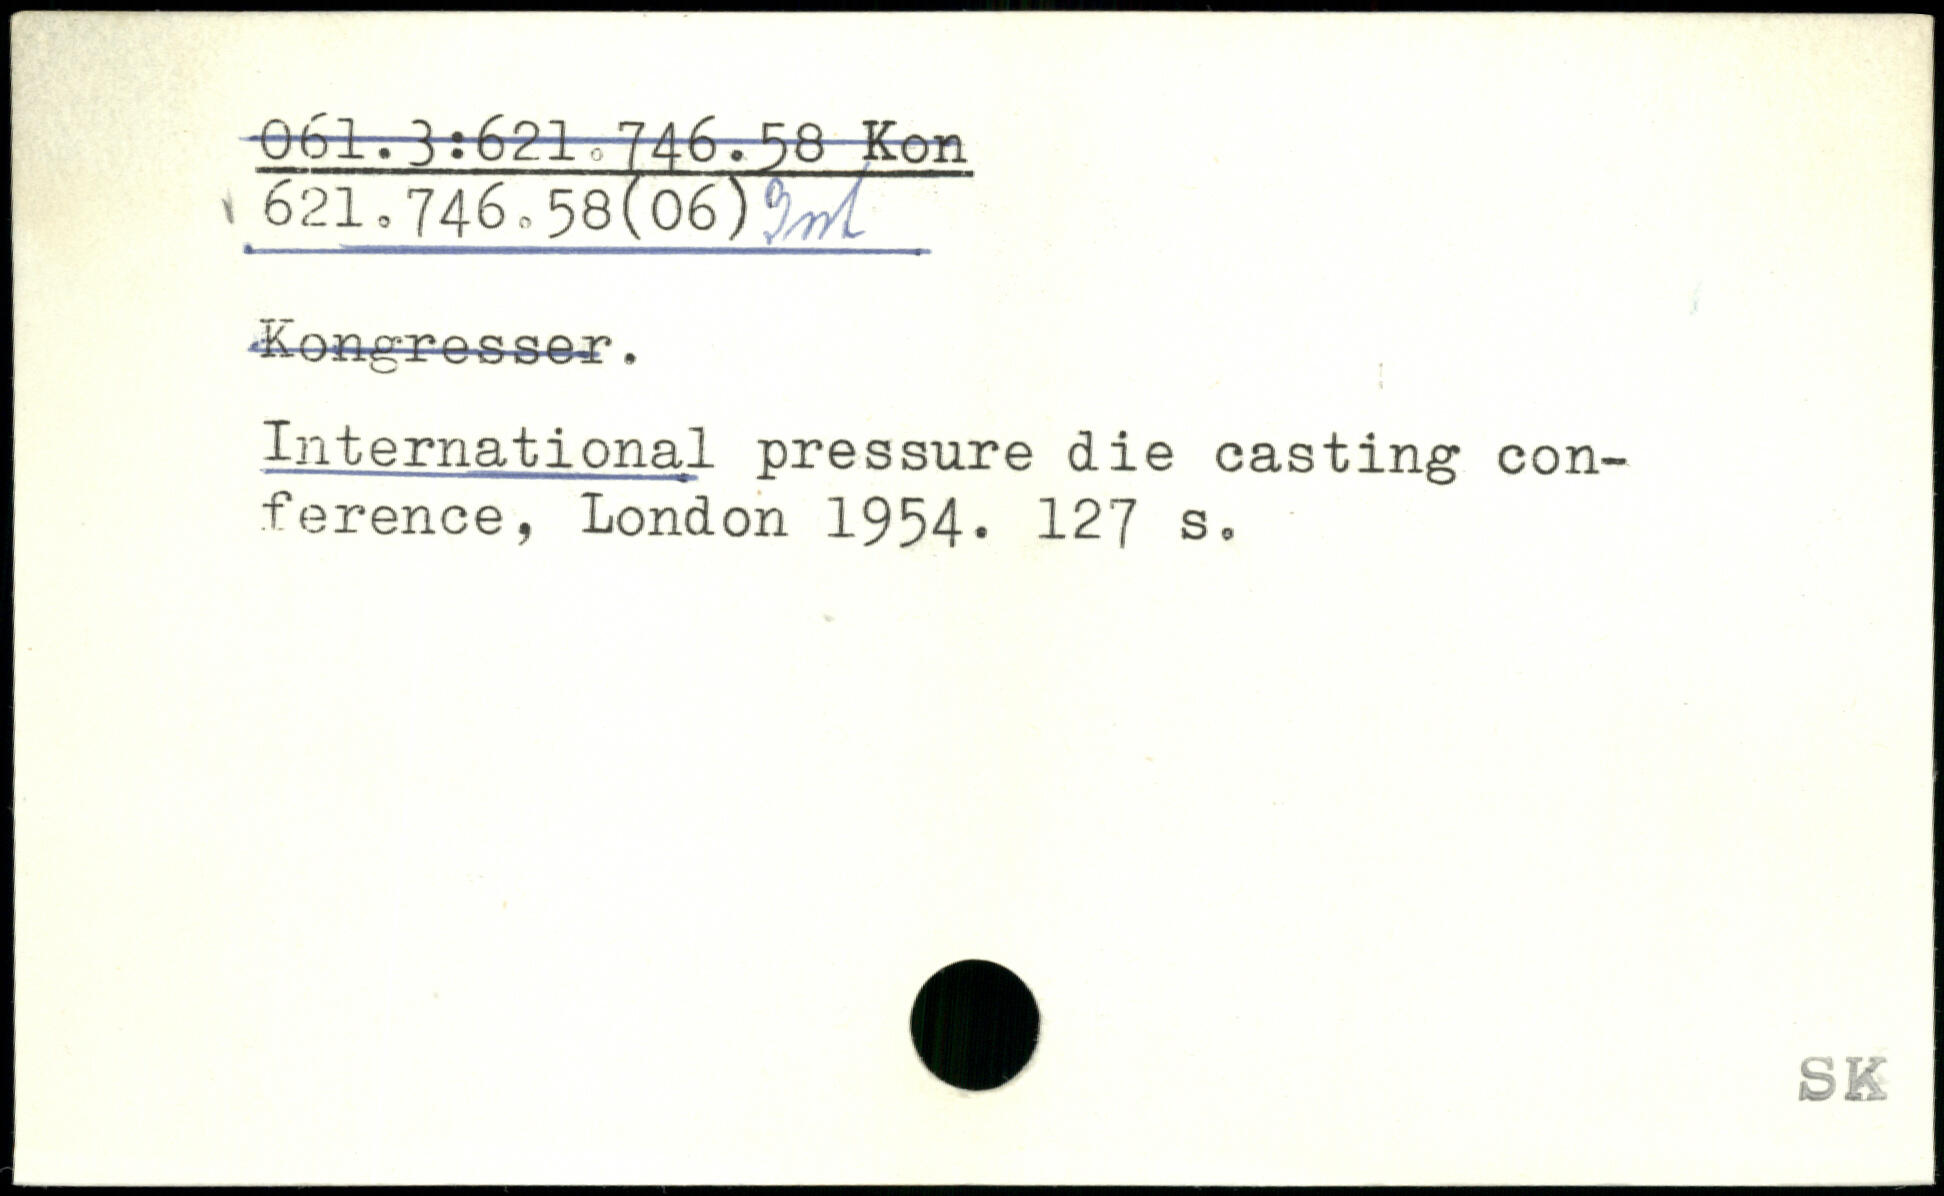 061.3:621.746.58 Kon
621.746.58(06) Int
Kongresser.
International pressure die casting con-
ference, London 1954. 127 s.
SK